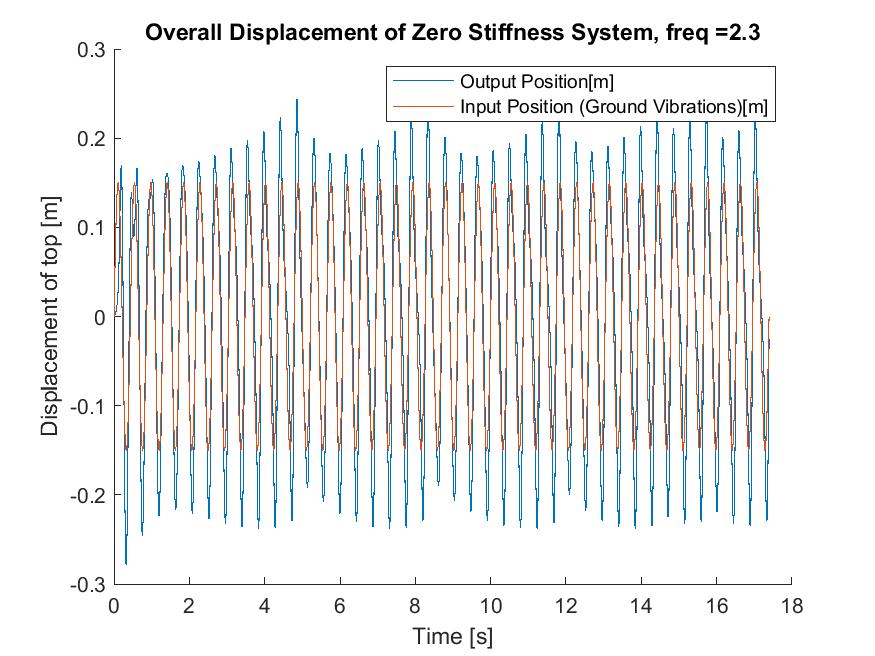 Overall Displacement of Zero Stiffness System, freq =2.3
Output Position[m]
Input Position (Ground Vibrations)[m]
Displacement of top [m]
0.3
0.2
0.1
0
-0.1
-0.2
-0.3
0 2 4 6 8 10 12 14 16 18
Time [s]